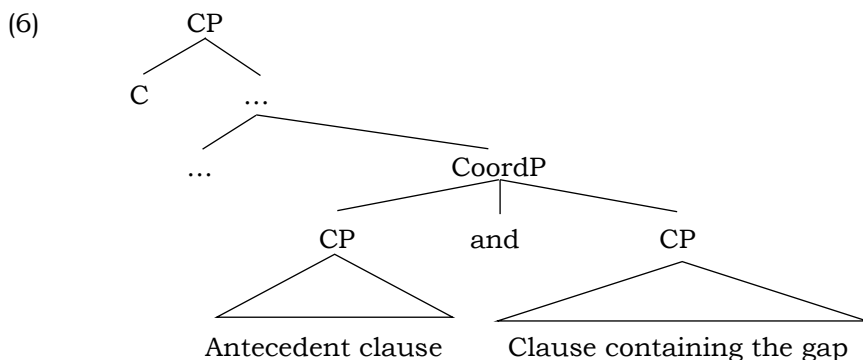 (6) CP
C ...
... CoordP
CP and CP
Antecedent clause Clause containing the gap